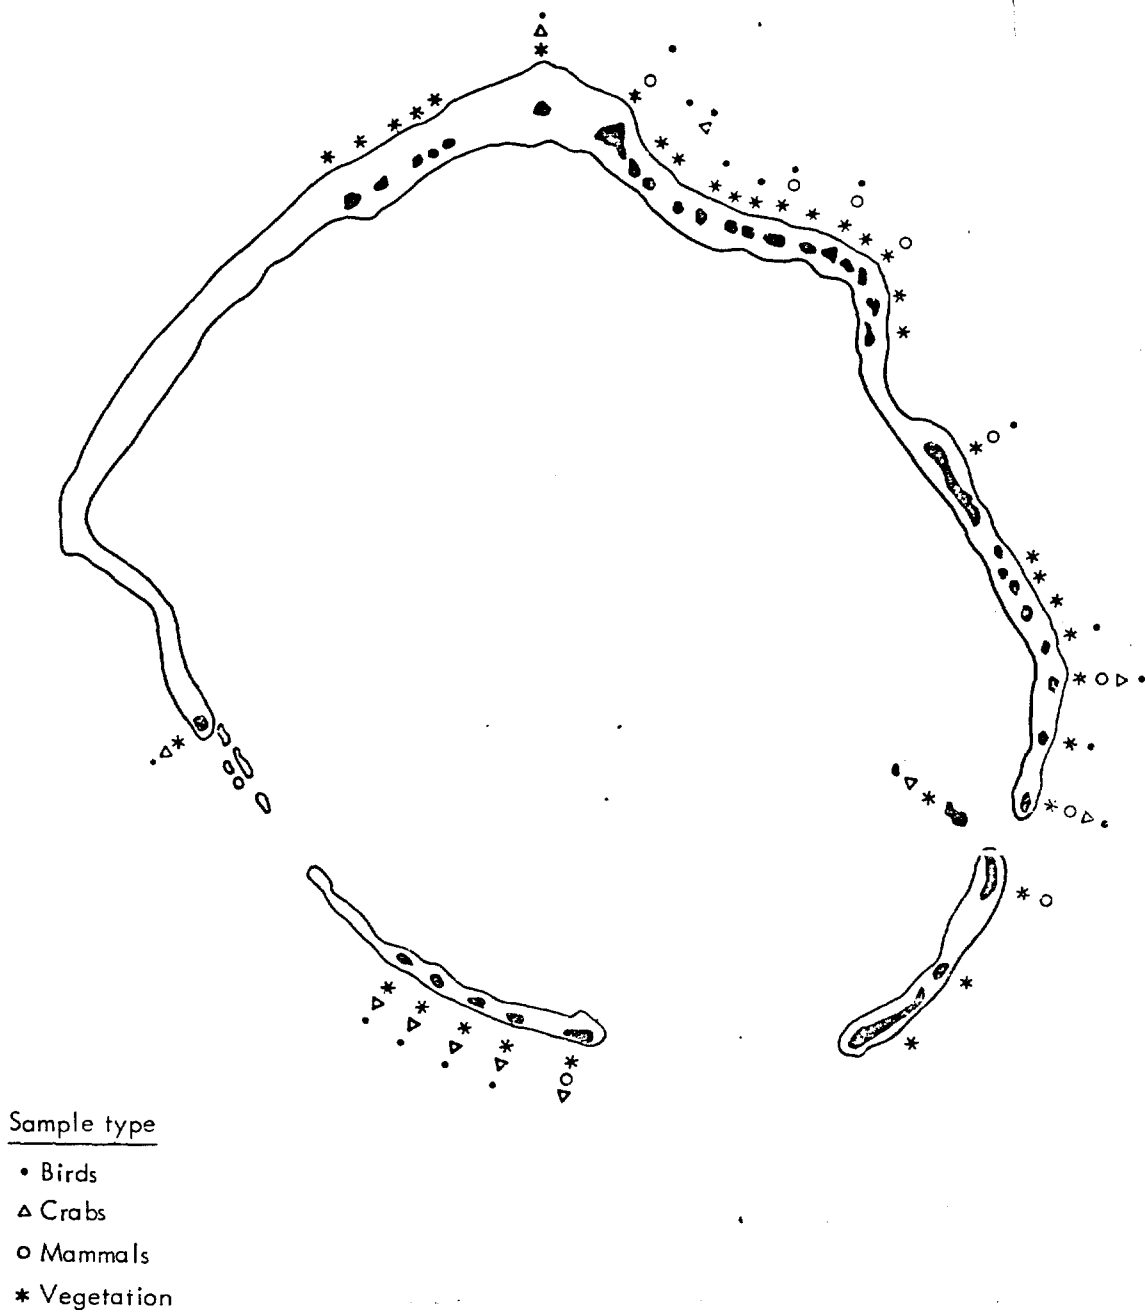 Sample type
• Birds
△ Crabs
○ Mammals
* Vegetation